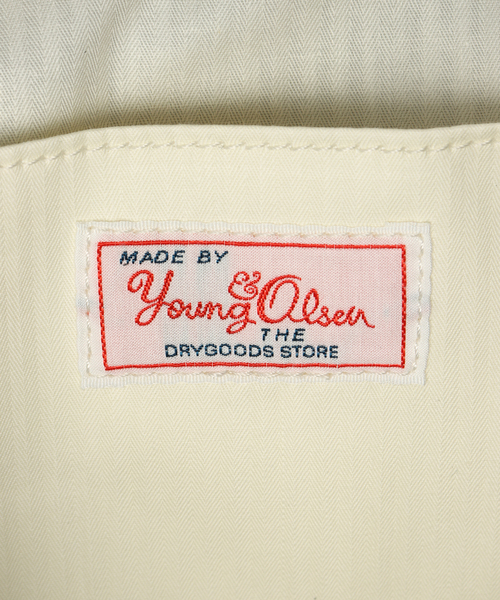 MADE BY
Young & Olsen
THE
DRYGOODS STORE